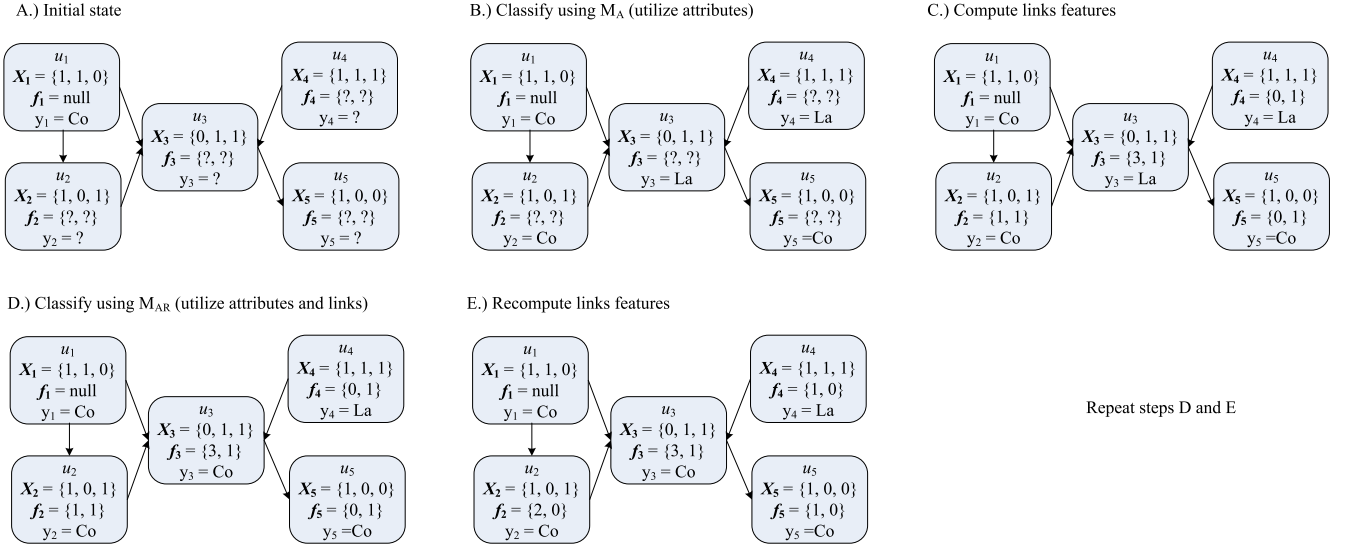 A.) Initial state
u1
X1 = {1, 1, 0}
f1 = null
y1 = Co
u4
X4 = {1, 1, 1}
f4 = {?, ?}
y4 = ?
u3
X3 = {0, 1, 1}
f3 = {?, ?}
y3 = ?
u2
X2 = {1, 0, 1}
f2 = {?, ?}
y2 = ?
u5
X5 = {1, 0, 0}
f5 = {?, ?}
y5 = ?
B.) Classify using MA (utilize attributes)
u1
X1 = {1, 1, 0}
f1 = null
y1 = Co
u4
X4 = {1, 1, 1}
f4 = {?, ?}
y4 = La
u3
X3 = {0, 1, 1}
f3 = {?, ?}
y3 = La
u2
X2 = {1, 0, 1}
f2 = {?, ?}
y2 = Co
u5
X5 = {1, 0, 0}
f5 = {?, ?}
y5 =Co
C.) Compute links features
u1
X1 = {1, 1, 0}
f1 = null
y1 = Co
u4
X4 = {1, 1, 1}
f4 = {0, 1}
y4 = La
u3
X3 = {0, 1, 1}
f3 = {3, 1}
y3 = La
u2
X2 = {1, 0, 1}
f2 = {1, 1}
y2 = Co
u5
X5 = {1, 0, 0}
f5 = {0, 1}
y5 =Co
D.) Classify using MAR (utilize attributes and links)
u1
X1 = {1, 1, 0}
f1 = null
y1 = Co
u4
X4 = {1, 1, 1}
f4 = {0, 1}
y4 = La
u3
X3 = {0, 1, 1}
f3 = {3, 1}
y3 = Co
u2
X2 = {1, 0, 1}
f2 = {1, 1}
y2 = Co
u5
X5 = {1, 0, 0}
f5 = {0, 1}
y5 =Co
E.) Recompute links features
u1
X1 = {1, 1, 0}
f1 = null
y1 = Co
u4
X4 = {1, 1, 1}
f4 = {1, 0}
y4 = La
u3
X3 = {0, 1, 1}
f3 = {3, 1}
y3 = Co
u2
X2 = {1, 0, 1}
f2 = {2, 0}
y2 = Co
u5
X5 = {1, 0, 0}
f5 = {1, 0}
y5 =Co
Repeat steps D and E